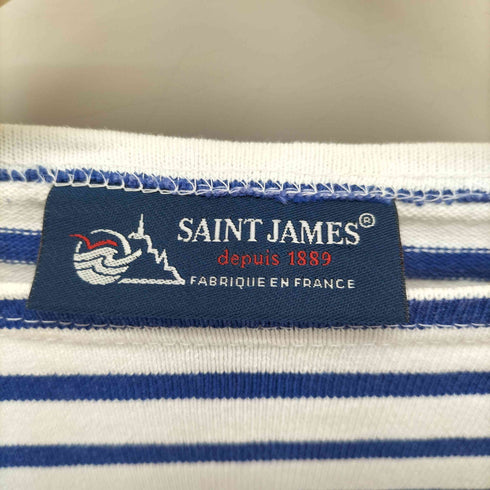 SAINT JAMES®
depuis 1889
FABRIQUE EN FRANCE